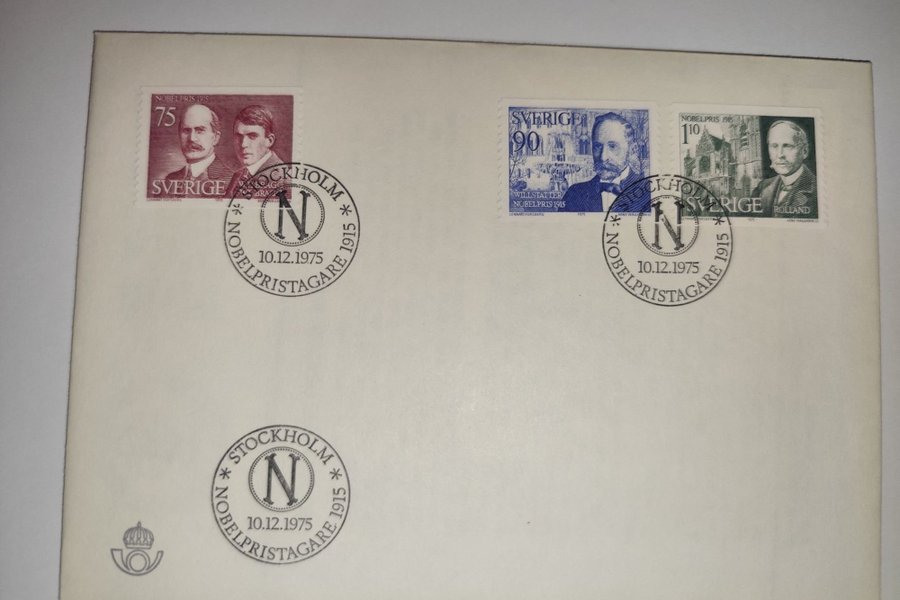 NOBELPRIS 1915
75
SVERIGE
SVERIGE
90
NOBELPRIS 1915
NOBELPRIS 1915
1.10
SVERIGE
ROLLAND
STOCKHOLM
N
10.12.1975
* NOBELPRISTAGARE 1915 *
STOCKHOLM
N
10.12.1975
* NOBELPRISTAGARE 1915 *
STOCKHOLM
N
10.12.1975
* NOBELPRISTAGARE 1915 *